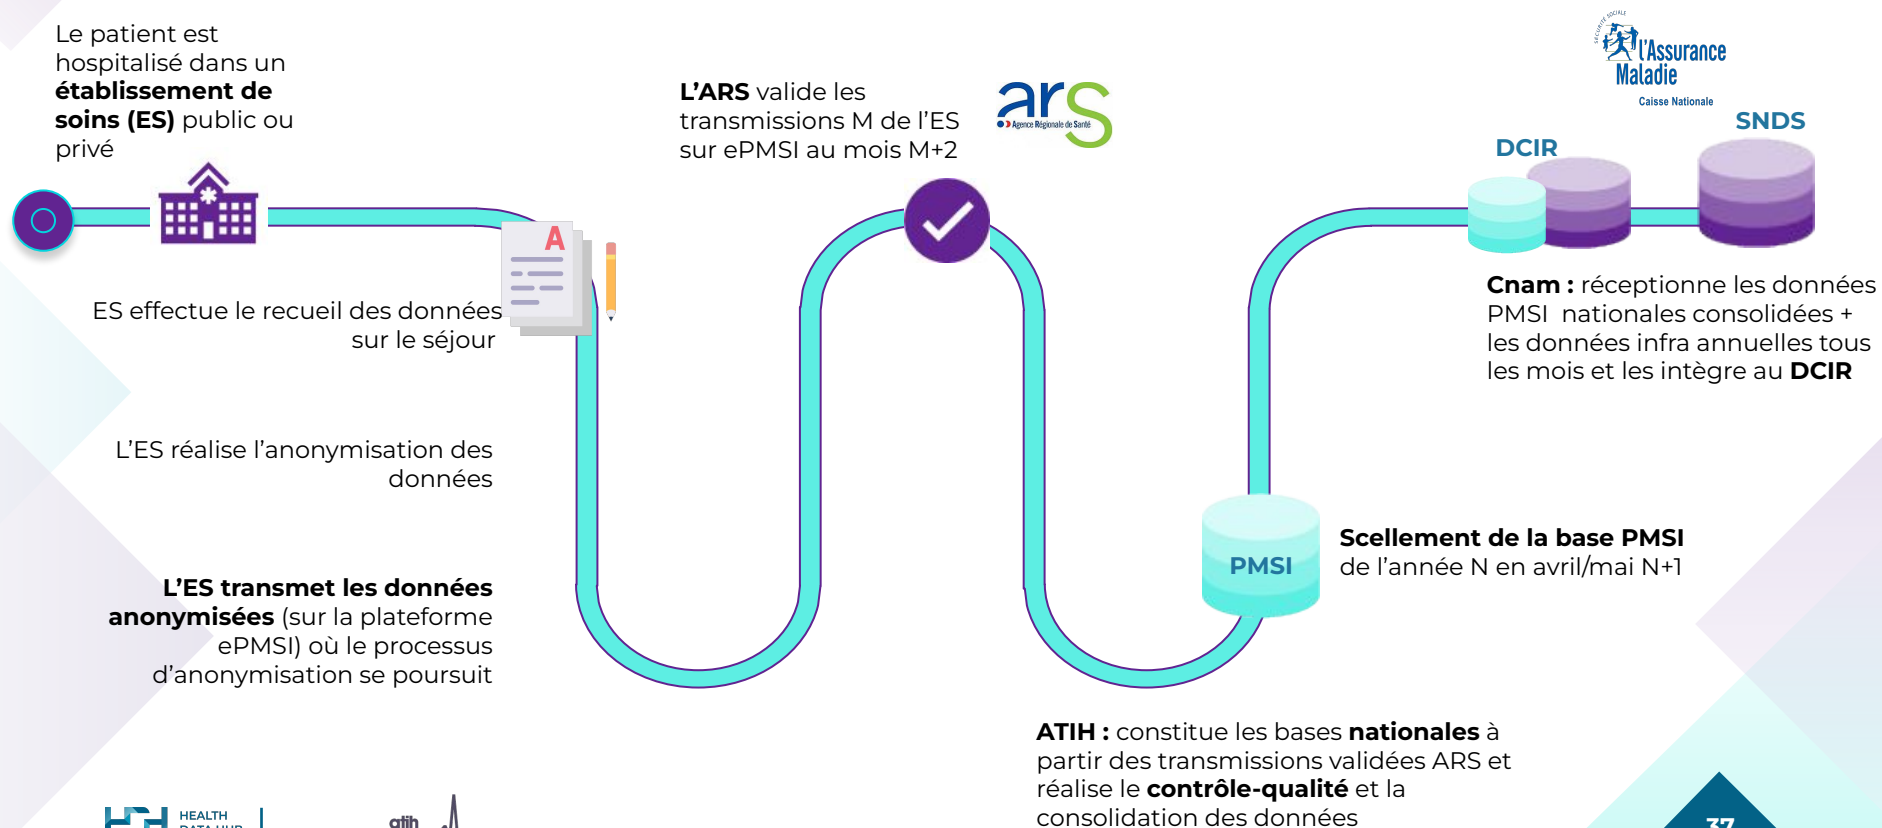 Le patient est
hospitalisé dans un
établissement de
soins (ES) public ou
privé
ES effectue le recueil des données
sur le séjour
A
L'ES réalise l'anonymisation des
données
L'ES transmet les données
anonymisées (sur la plateforme
ePMSI) où le processus
d'anonymisation se poursuit
L'ARS valide les
transmissions M de l'ES
sur ePMSI au mois M+2
ars
Agence Régionale de Santé
ATIH : constitue les bases nationales à
partir des transmissions validées ARS et
réalise le contrôle-qualité et la
consolidation des données
PMSI
Scellement de la base PMSI
de l'année N en avril/mai N+1
SÉCURITÉ SOCIALE
l'Assurance
Maladie
Caisse Nationale
SNDS
DCIR
Cnam : réceptionne les données
PMSI nationales consolidées +
les données infra annuelles tous
les mois et les intègre au DCIR
HEALTH
DATA HUB
atih
37